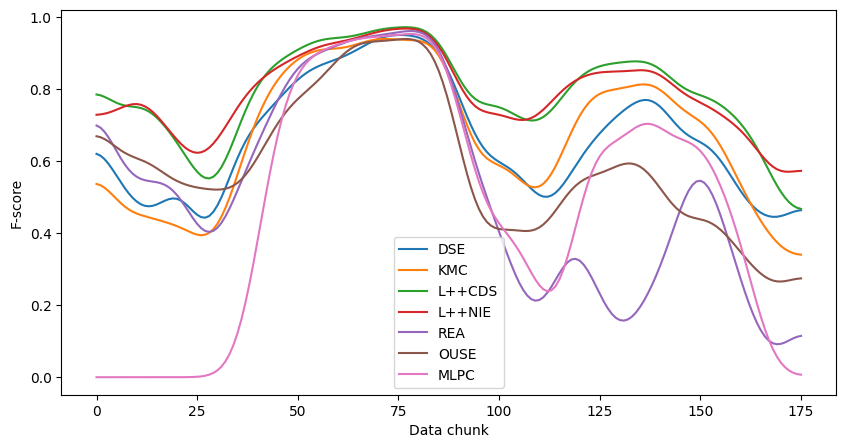 1.0
0.8
0.6
0.4
0.2
0.0
F-score
DSE
KMC
L++CDS
L++NIE
REA
OUSE
MLPC
0 25 50 75 100 125 150 175
Data chunk